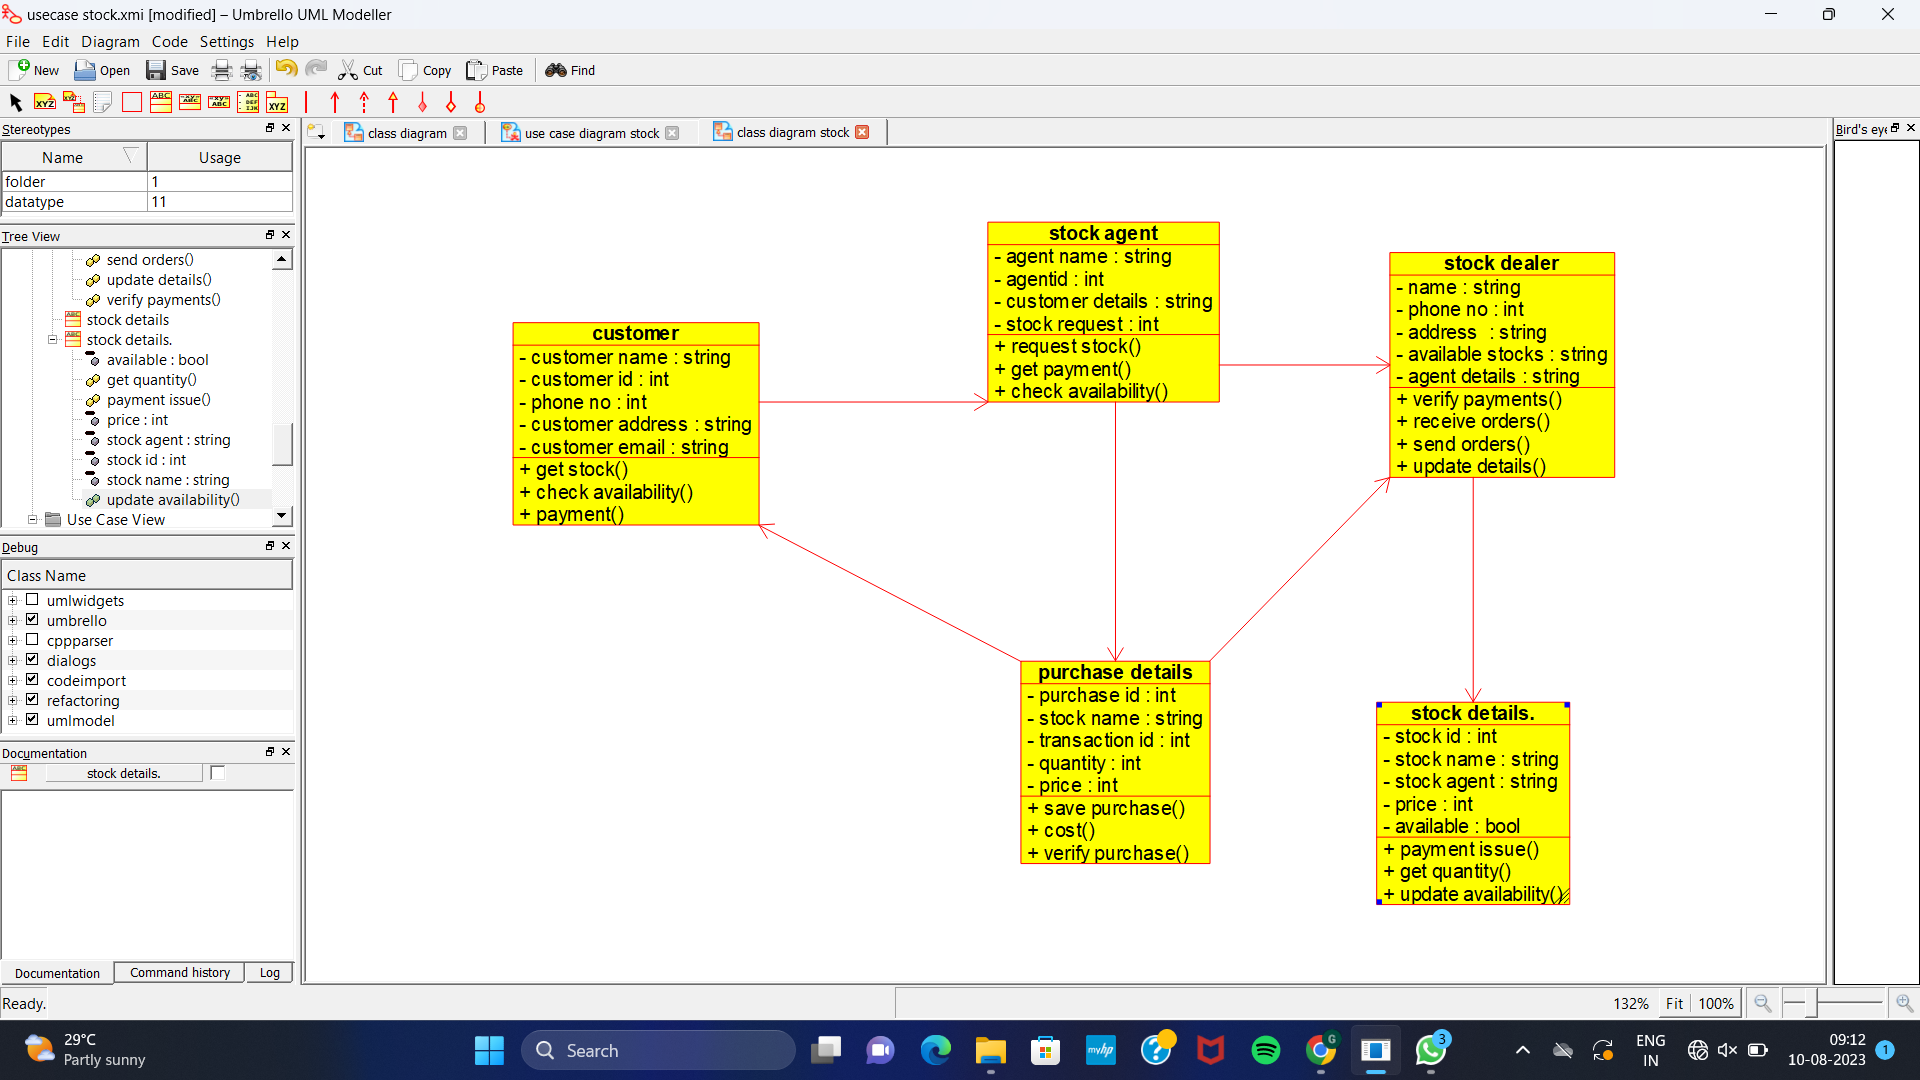 usecase stock.xmi [modified] – Umbrello UML Modeller
File Edit Diagram Code Settings Help
New Open Save Cut Copy Paste Find
Stereotypes
Name Usage
folder 1
datatype 11
Tree View
send orders()
update details()
verify payments()
stock details
stock details.
available : bool
get quantity()
payment issue()
price : int
stock agent : string
stock id : int
stock name : string
update availability()
Use Case View
Debug
Class Name
umlwidgets
umbrello
cppparser
dialogs
codeimport
refactoring
umlmodel
Documentation
stock details.
Documentation Command history Log
Ready.
class diagram use case diagram stock class diagram stock
Bird's eye
customer
- customer name : string
- customer id : int
- phone no : int
- customer address : string
- customer email : string
+ get stock()
+ check availability()
+ payment()
stock agent
- agent name : string
- agentid : int
- customer details : string
- stock request : int
+ request stock()
+ get payment()
+ check availability()
stock dealer
- name : string
- phone no : int
- address : string
- available stocks : string
- agent details : string
+ verify payments()
+ receive orders()
+ send orders()
+ update details()
purchase details
- purchase id : int
- stock name : string
- transaction id : int
- quantity : int
- price : int
+ save purchase()
+ cost()
+ verify purchase()
stock details.
- stock id : int
- stock name : string
- stock agent : string
- price : int
- available : bool
+ payment issue()
+ get quantity()
+ update availability()
132% Fit 100%
29°C
Partly sunny
Search
myhp
G
3
ENG
IN
09:12
10-08-2023
1